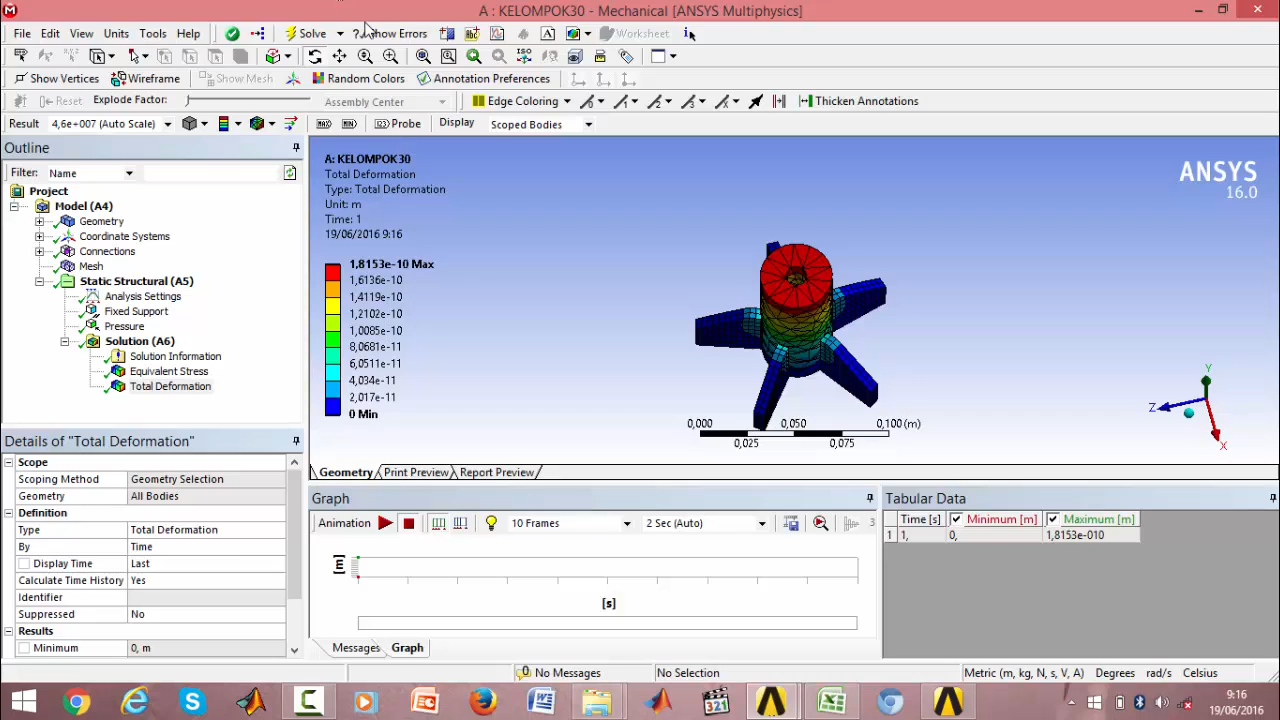 A : KELOMPOK30 - Mechanical [ANSYS Multiphysics]
File Edit View Units Tools Help Solve ?/Show Errors Worksheet
Show Vertices Wireframe Show Mesh Random Colors Annotation Preferences
Reset Explode Factor: Assembly Center Edge Coloring Thicken Annotations
Result 4,6e+007 (Auto Scale) MAX MIN Probe Display Scoped Bodies
Outline
Filter: Name
Project
Model (A4)
Geometry
Coordinate Systems
Connections
Mesh
Static Structural (A5)
Analysis Settings
Fixed Support
Pressure
Solution (A6)
Solution Information
Equivalent Stress
Total Deformation
Details of "Total Deformation"
Scope
Scoping Method Geometry Selection
Geometry All Bodies
Definition
Type Total Deformation
By Time
Display Time Last
Calculate Time History Yes
Identifier
Suppressed No
Results
Minimum 0, m
A: KELOMPOK30
Total Deformation
Type: Total Deformation
Unit: m
Time: 1
19/06/2016 9:16
1,8153e-10 Max
1,6136e-10
1,4119e-10
1,2102e-10
1,0085e-10
8,0681e-11
6,0511e-11
4,034e-11
2,017e-11
0 Min
ANSYS
16.0
0,000 0,050 0,100 (m)
0,025 0,075
Y
Z
X
Geometry Print Preview Report Preview
Graph
Animation 10 Frames 2 Sec (Auto) 3
[m]
[s]
Messages Graph
Tabular Data
Time [s] Minimum [m] Maximum [m]
1 1, 0, 1,8153e-010
0 No Messages No Selection Metric (m, kg, N, s, V, A) Degrees rad/s Celsius
321
9:16
19/06/2016